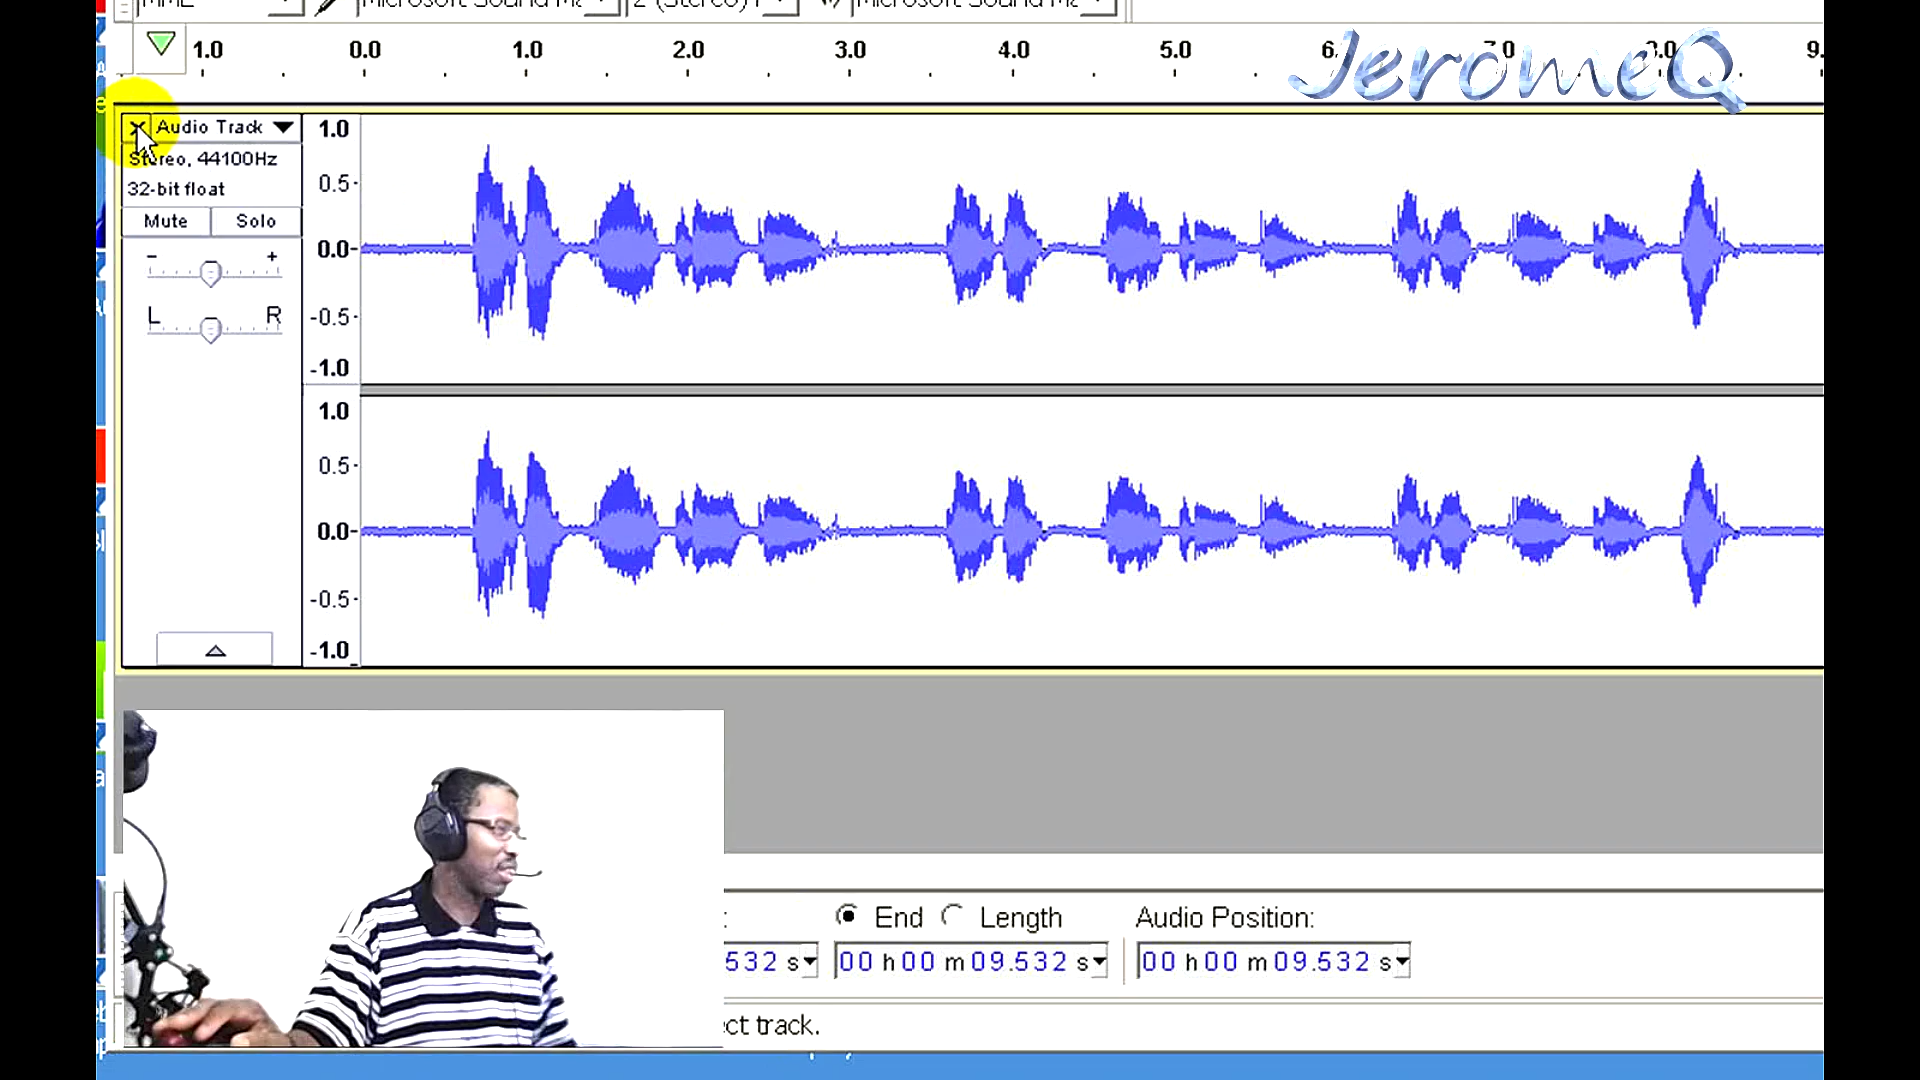 1.0 0.0 1.0 2.0 3.0 4.0 5.0
JeromeQ
Audio Track
Stereo, 44100Hz
32-bit float
Mute Solo
- +
L R
1.0
0.5
0.0
-0.5
-1.0
1.0
0.5
0.0
-0.5
-1.0
End Length Audio Position:
532 s 00 h 00 m 09.532 s 00 h 00 m 09.532 s
track.